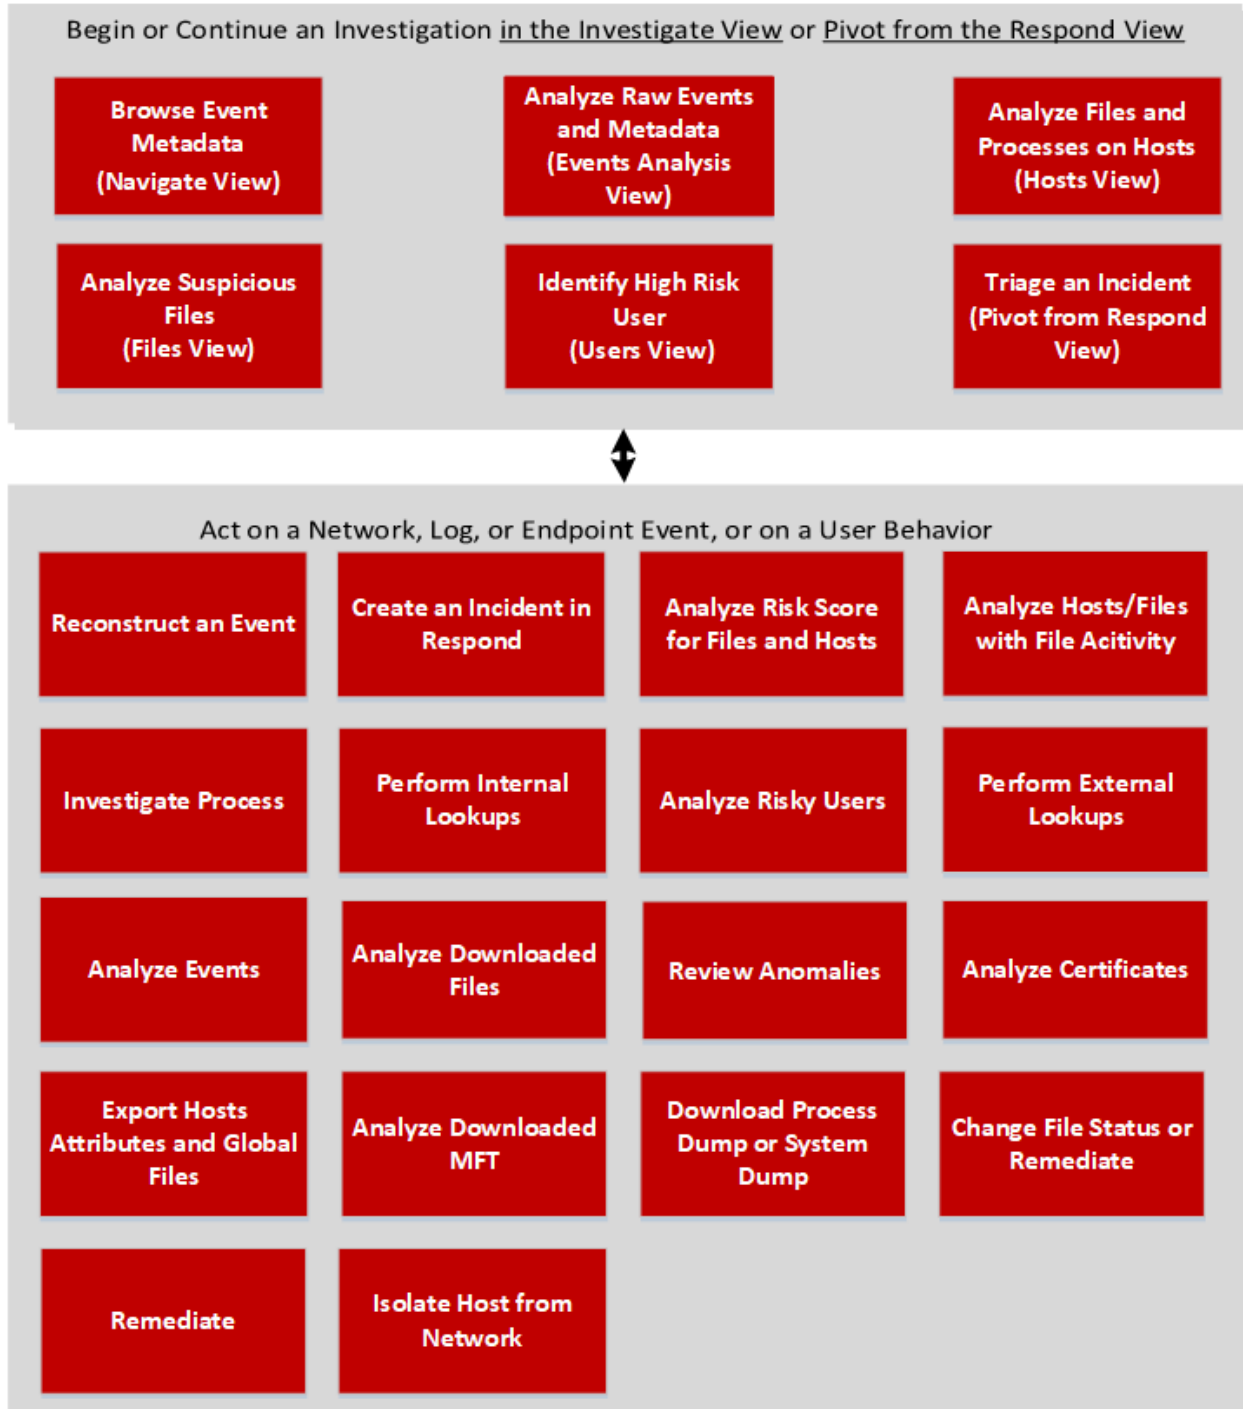 Begin or Continue an Investigation in the Investigate View or Pivot from the Respond View
Browse Event
Metadata
(Navigate View)
Analyze Raw Events
and Metadata
(Events Analysis
View)
Analyze Files and
Processes on Hosts
(Hosts View)
Analyze Suspicious
Files
(Files View)
Identify High Risk
User
(Users View)
Triage an Incident
(Pivot from Respond
View)
Act on a Network, Log, or Endpoint Event, or on a User Behavior
Reconstruct an Event
Create an Incident in
Respond
Analyze Risk Score
for Files and Hosts
Analyze Hosts/Files
with File Acitivity
Investigate Process
Perform Internal
Lookups
Analyze Risky Users
Perform External
Lookups
Analyze Events
Analyze Downloaded
Files
Review Anomalies
Analyze Certificates
Export Hosts
Attributes and Global
Files
Analyze Downloaded
MFT
Download Process
Dump or System
Dump
Change File Status or
Remediate
Remediate
Isolate Host from
Network